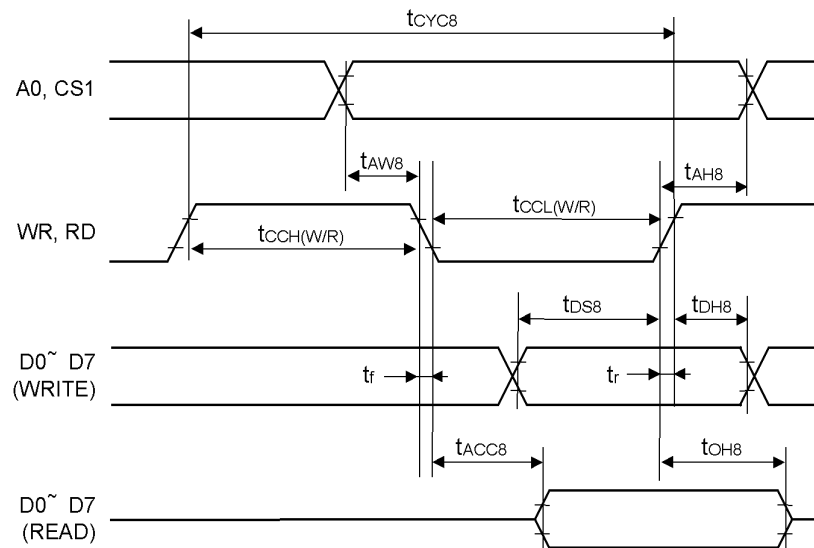 tCYC8
A0, CS1
tAW8
tAH8
tCCL(W/R)
WR, RD
tCCH(W/R)
tDS8
tDH8
D0~ D7
(WRITE)
tf
tr
tACC8
tOH8
D0~ D7
(READ)